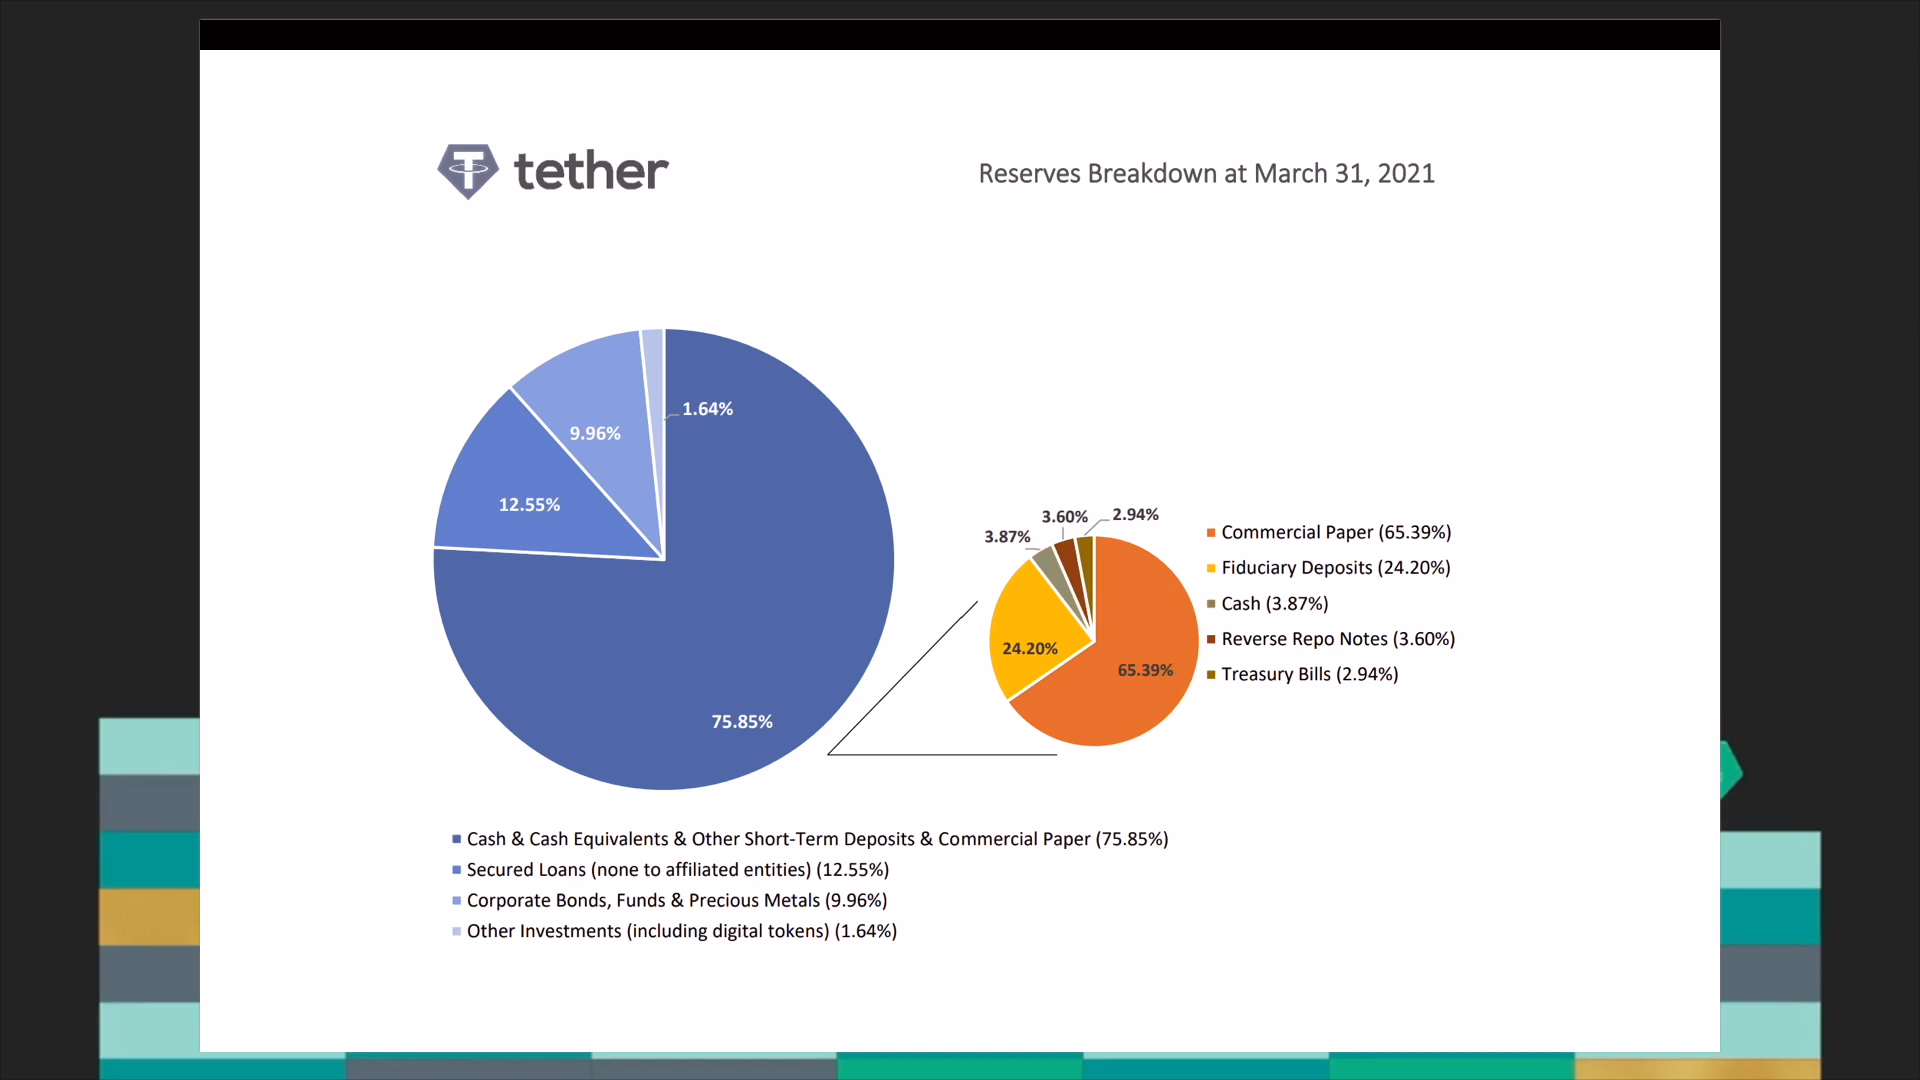 tether
Reserves Breakdown at March 31, 2021
1.64%
9.96%
12.55%
75.85%
3.87%
3.60%
2.94%
24.20%
65.39%
Commercial Paper (65.39%)
Fiduciary Deposits (24.20%)
Cash (3.87%)
Reverse Repo Notes (3.60%)
Treasury Bills (2.94%)
Cash & Cash Equivalents & Other Short-Term Deposits & Commercial Paper (75.85%)
Secured Loans (none to affiliated entities) (12.55%)
Corporate Bonds, Funds & Precious Metals (9.96%)
Other Investments (including digital tokens) (1.64%)